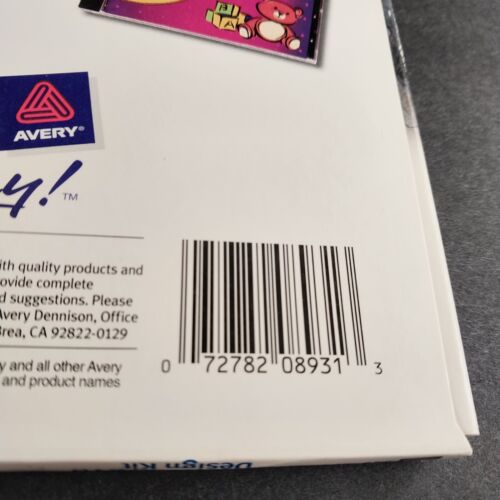 AVERY®
y! TM
ith quality products and
rovide complete
d suggestions. Please
Avery Dennison, Office
Brea, CA 92822-0129
y and all other Avery
and product names
0 72782 08931 3
Design Kit